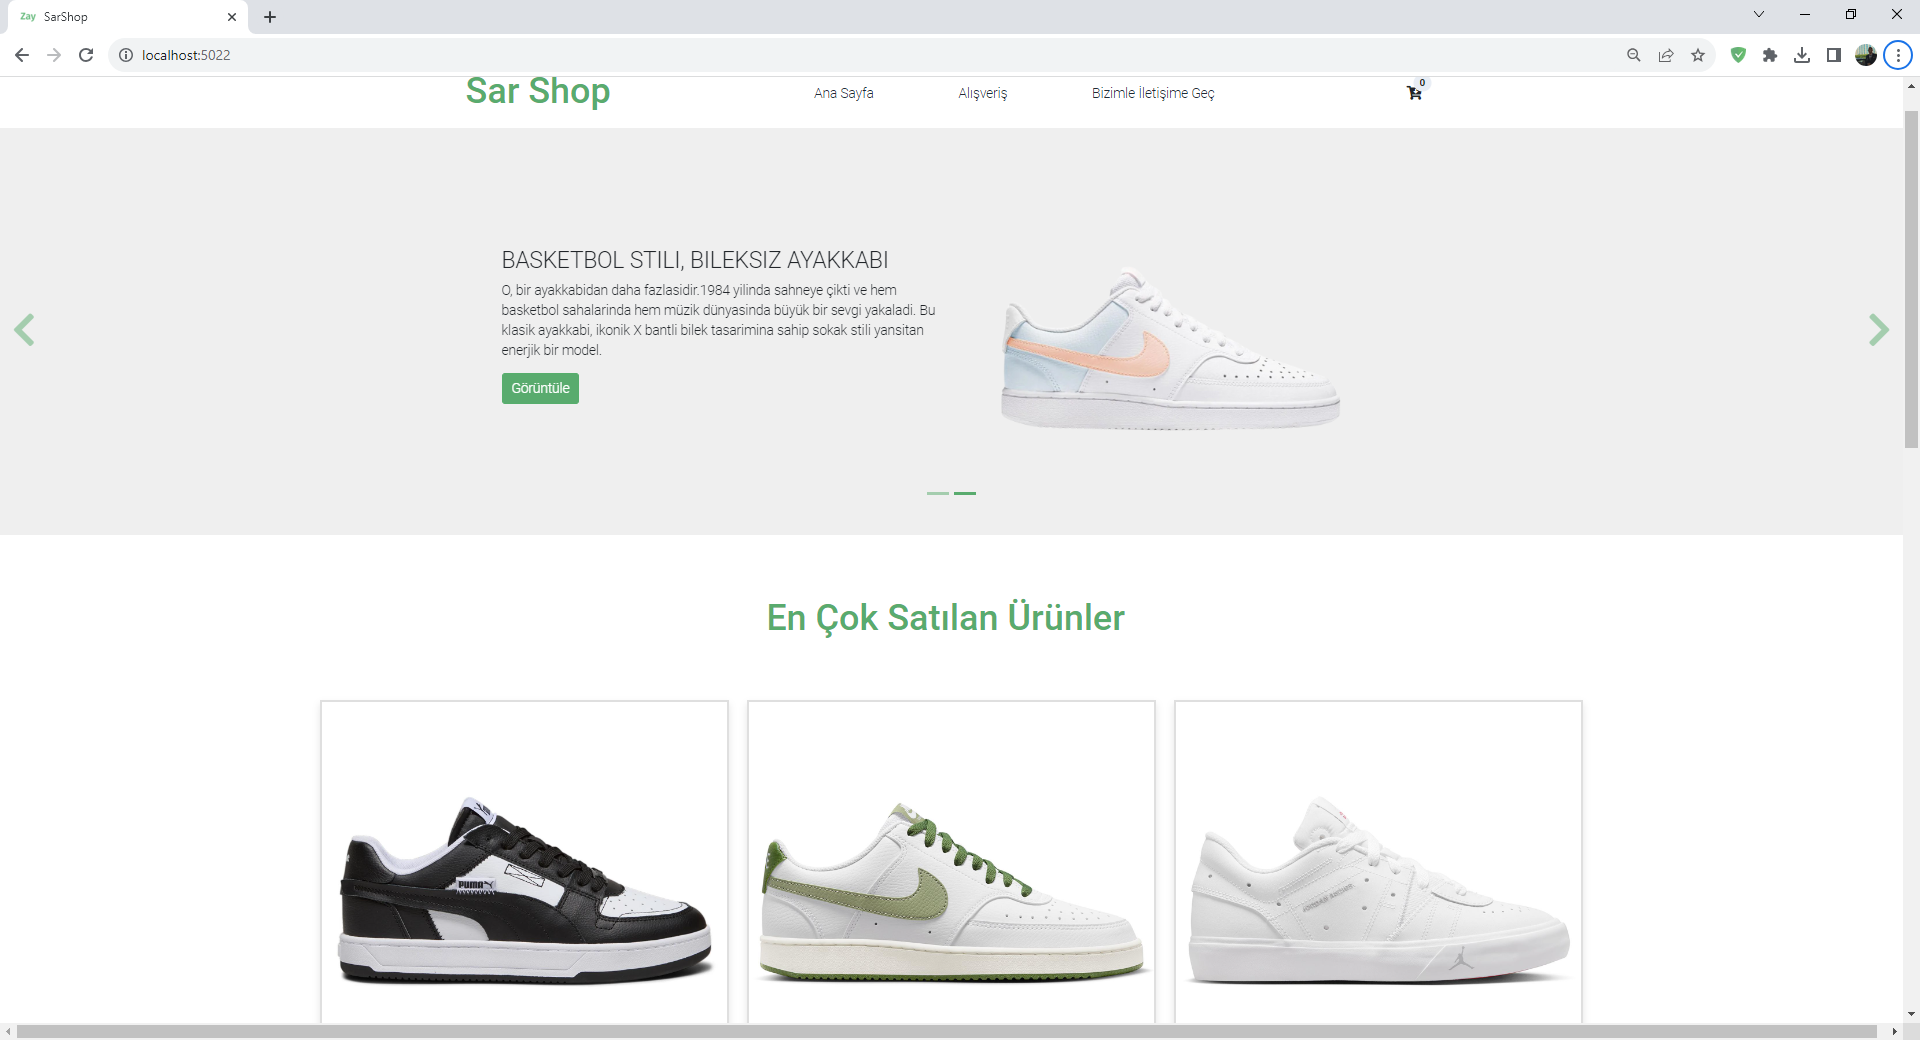 Zay SarShop
localhost:5022
Sar Shop
Ana Sayfa
Alışveriş
Bizimle İletişime Geç
0
BASKETBOL STILI, BILEKSIZ AYAKKABI
O, bir ayakkabidan daha fazlasidir.1984 yilinda sahneye çikti ve hem
basketbol sahalarinda hem müzik dünyasinda büyük bir sevgi yakaladi. Bu
klasik ayakkabi, ikonik X bantli bilek tasarimina sahip sokak stili yansitan
enerjik bir model.
Görüntüle
En Çok Satılan Ürünler
PUMA